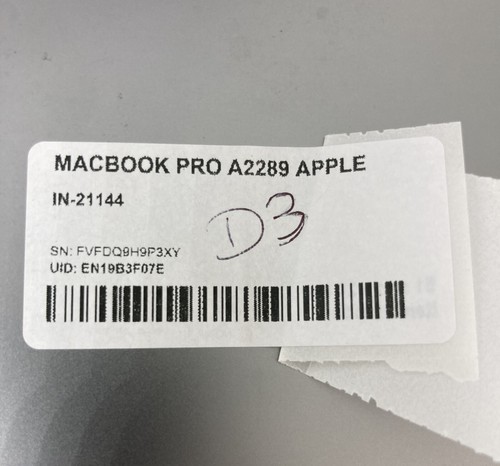 MACBOOK PRO A2289 APPLE
IN-21144
D3
SN: FVFDQ9H9P3XY
UID: EN19B3F07E